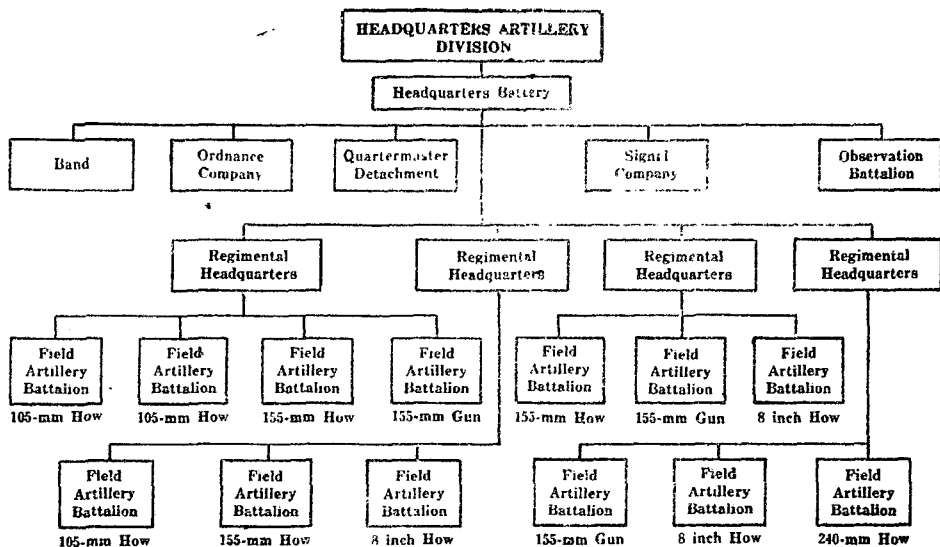 HEADQUARTERS ARTILLERY
DIVISION
Headquarters Battery
Band
Ordnance
Company
Quartermaster
Detachment
Signal
Company
Observation
Battalion
Regimental
Headquarters
Regimental
Headquarters
Regimental
Headquarters
Regimental
Headquarters
Field
Artillery
Battalion
105-mm How
Field
Artillery
Battalion
105-mm How
Field
Artillery
Battalion
155-mm How
Field
Artillery
Battalion
155-mm Gun
Field
Artillery
Battalion
155-mm How
Field
Artillery
Battalion
155-mm Gun
Field
Artillery
Battalion
8 inch How
Field
Artillery
Battalion
105-mm How
Field
Artillery
Battalion
155-mm How
Field
Artillery
Battalion
8 inch How
Field
Artillery
Battalion
155-mm Gun
Field
Artillery
Battalion
8 inch How
Field
Artillery
Battalion
240-mm How